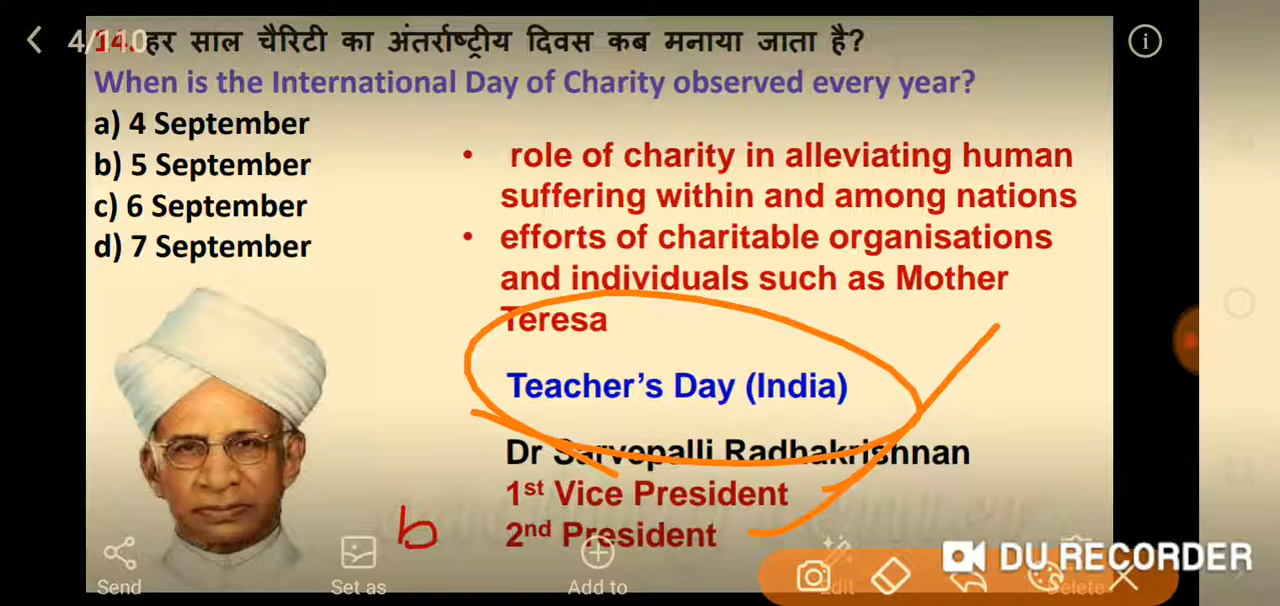 4/110
14. हर साल चैरिटी का अंतर्राष्ट्रीय दिवस कब मनाया जाता है?
When is the International Day of Charity observed every year?
a) 4 September
b) 5 September
c) 6 September
d) 7 September
• role of charity in alleviating human
suffering within and among nations
• efforts of charitable organisations
and individuals such as Mother
Teresa
Teacher's Day (India)
Dr Sarvepalli Radhakrishnan
1st Vice President
2nd President
b
Send
Set as
Add to
Edit
Delete
DU RECORDER